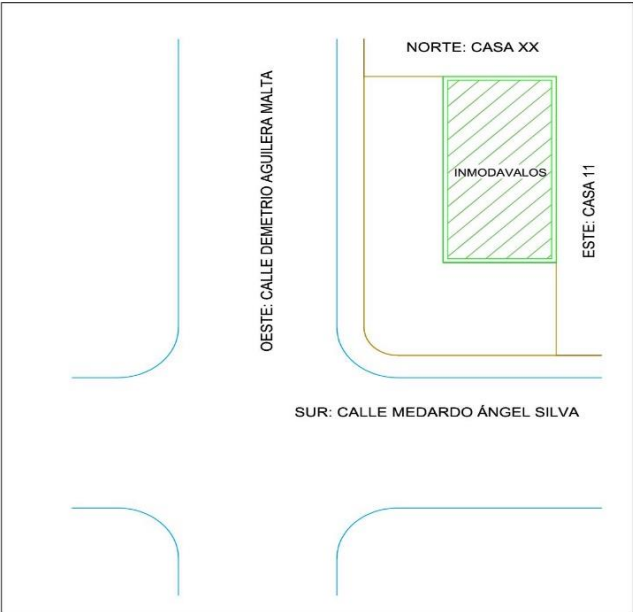 NORTE: CASA XX
OESTE: CALLE DEMETRIO AGUILERA MALTA
INMODAVALOS
ESTE: CASA 11
SUR: CALLE MEDARDO ÁNGEL SILVA